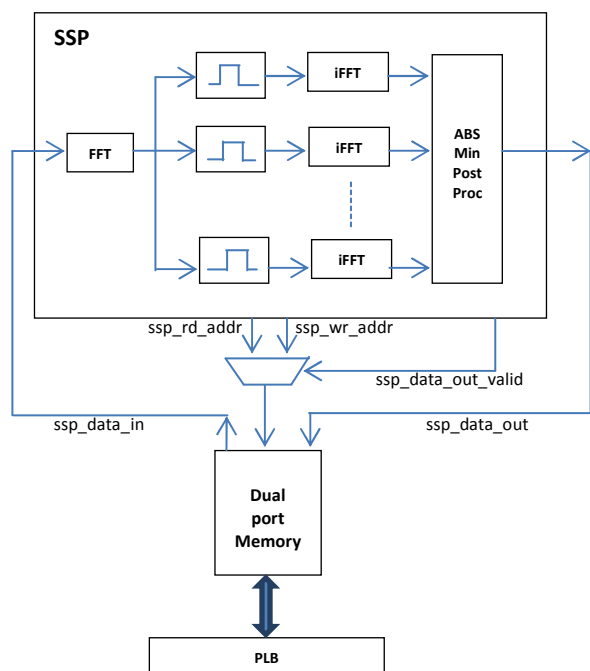 SSP
iFFT
FFT
iFFT
ABS
Min
Post
Proc
iFFT
ssp_rd_addr
ssp_wr_addr
ssp_data_out_valid
ssp_data_in
ssp_data_out
Dual
port
Memory
PLB